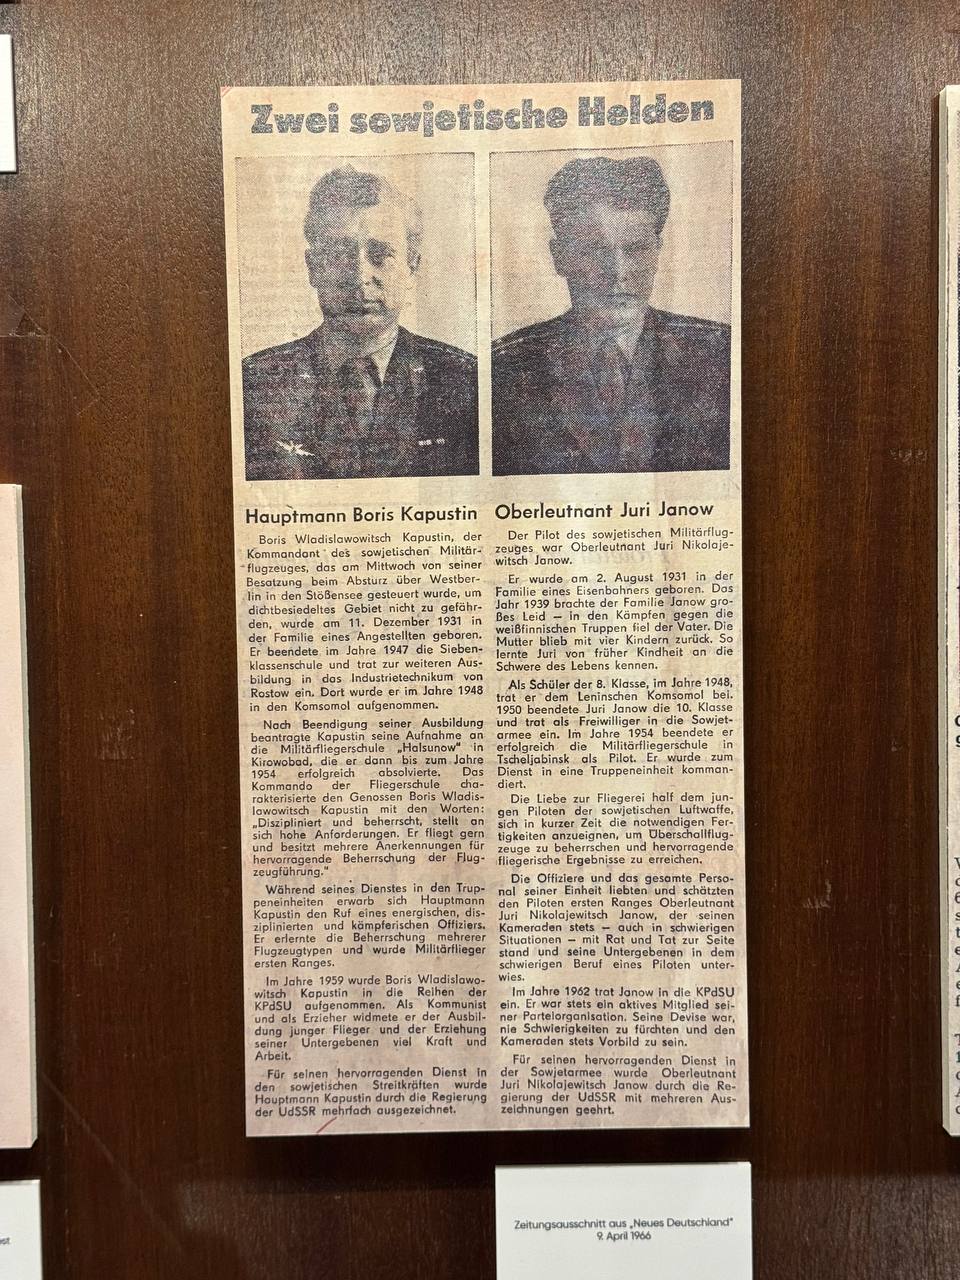 Zwei sowjetische Helden
Hauptmann Boris Kapustin
Boris Wladislawowitsch Kapustin, der
Kommandant des sowjetischen Militär-
flugzeuges, das am Mittwoch von seiner
Besatzung beim Absturz über Westber-
lin in den Stößensee gesteuert wurde, um
dichtbesiedeltes Gebiet nicht zu gefähr-
den, wurde am 11. Dezember 1931 in
der Familie eines Angestellten geboren.
Er beendete im Jahre 1947 die Sieben-
klassenschule und trat zur weiteren Aus-
bildung in das Industrietechnikum von
Rostow ein. Dort wurde er im Jahre 1948
in den Komsomol aufgenommen.
Nach Beendigung seiner Ausbildung
beantragte Kapustin seine Aufnahme an
die Militärfliegerschule „Halsunow" in
Kirowobad, die er dann bis zum Jahre
1954 erfolgreich absolvierte. Das
Kommando der Fliegerschule cha-
rakterisierte den Genossen Boris Wladis-
lawowitsch Kapustin mit den Worten:
„Diszipliniert und beherrscht, stellt an
sich hohe Anforderungen. Er fliegt gern
und besitzt mehrere Anerkennungen für
hervorragende Beherrschung der Flug-
zeugführung."
Während seines Dienstes in den Trup-
peneinheiten erwarb sich Hauptmann
Kapustin den Ruf eines energischen, dis-
ziplinierten und kämpferischen Offiziers.
Er erlernte die Beherrschung mehrerer
Flugzeugtypen und wurde Militärflieger
ersten Ranges.
Im Jahre 1959 wurde Boris Wladislawo-
witsch Kapustin in die Reihen der
KPdSU aufgenommen. Als Kommunist
und als Erzieher widmete er der Ausbil-
dung junger Flieger und der Erziehung
seiner Untergebenen viel Kraft und
Arbeit.
Für seinen hervorragenden Dienst in
den sowjetischen Streitkräften wurde
Hauptmann Kapustin durch die Regierung
der UdSSR mehrfach ausgezeichnet.
Oberleutnant Juri Janow
Der Pilot des sowjetischen Militärflug-
zeuges war Oberleutnant Juri Nikolaje-
witsch Janow.
Er wurde am 2. August 1931 in der
Familie eines Eisenbahners geboren. Das
Jahr 1939 brachte der Familie Janow gro-
ßes Leid — in den Kämpfen gegen die
weißfinnischen Truppen fiel der Vater. Die
Mutter blieb mit vier Kindern zurück. So
lernte Juri von früher Kindheit an die
Schwere des Lebens kennen.
Als Schüler der 8. Klasse, im Jahre 1948,
trat er dem Leninschen Komsomol bei.
1950 beendete Juri Janow die 10. Klasse
und trat als Freiwilliger in die Sowjet-
armee ein. Im Jahre 1954 beendete er
erfolgreich die Militärfliegerschule in
Tscheljabinsk als Pilot. Er wurde zum
Dienst in eine Truppeneinheit komman-
diert.
Die Liebe zur Fliegerei half dem jun-
gen Piloten der sowjetischen Luftwaffe,
sich in kurzer Zeit die notwendigen Fer-
tigkeiten anzueignen, um Überschallflug-
zeuge zu beherrschen und hervorragende
fliegerische Ergebnisse zu erreichen.
Die Offiziere und das gesamte Perso-
nal seiner Einheit liebten und schätzten
den Piloten ersten Ranges Oberleutnant
Juri Nikolajewitsch Janow, der seinen
Kameraden stets — auch in schwierigen
Situationen — mit Rat und Tat zur Seite
stand und seine Untergebenen in dem
schwierigen Beruf eines Piloten unter-
wies.
Im Jahre 1962 trat Janow in die KPdSU
ein. Er war stets ein aktives Mitglied sei-
ner Parteiorganisation. Seine Devise war,
nie Schwierigkeiten zu fürchten und den
Kameraden stets Vorbild zu sein.
Für seinen hervorragenden Dienst in
der Sowjetarmee wurde Oberleutnant
Juri Nikolajewitsch Janow durch die Re-
gierung der UdSSR mit mehreren Aus-
zeichnungen geehrt.
Zeitungsausschnitt aus „Neues Deutschland"
9. April 1966